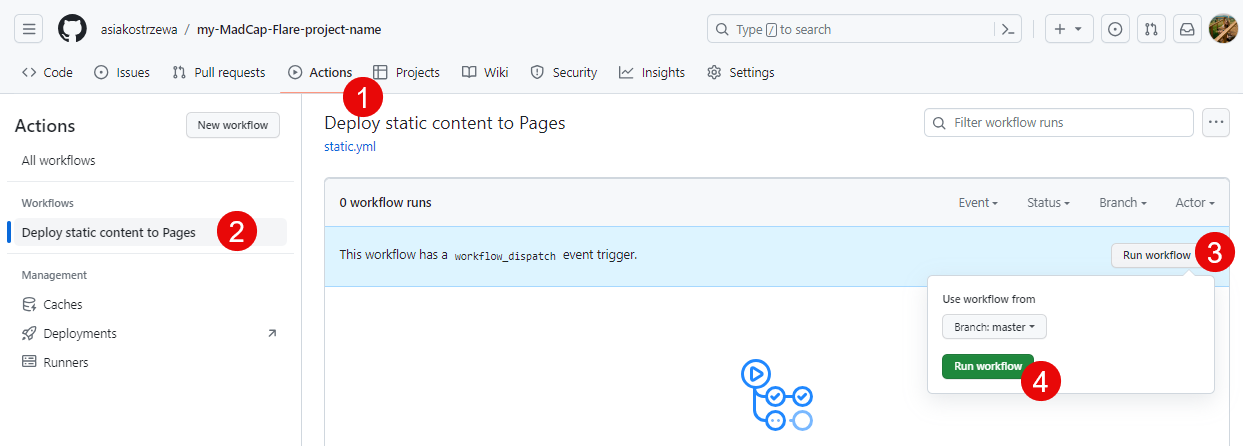 asiakostrzewa / my-MadCap-Flare-project-name
Type / to search
Code
Issues
Pull requests
Actions
Projects
Wiki
Security
Insights
Settings
1
Actions
New workflow
All workflows
Workflows
Deploy static content to Pages
2
Management
Caches
Deployments
Runners
Deploy static content to Pages
static.yml
Filter workflow runs
0 workflow runs
Event
Status
Branch
Actor
This workflow has a workflow_dispatch event trigger.
Run workflow
3
Use workflow from
Branch: master
Run workflow
4